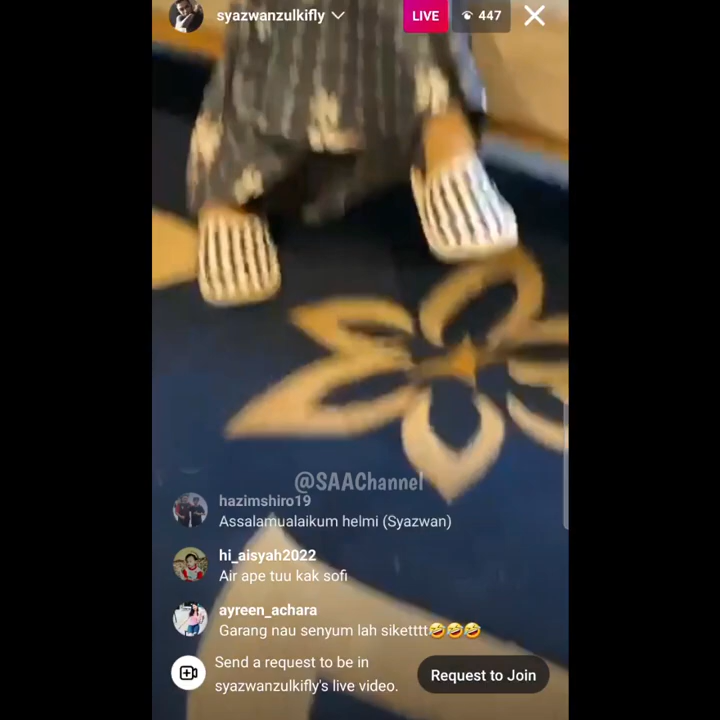 syazwanzulkifly
LIVE
447
@SAAChannel
hazimshiro19
Assalamualaikum helmi (Syazwan)
hi_aisyah2022
Air ape tuu kak sofi
ayreen_achara
Garang nau senyum lah siketttt🤣🤣🤣
Send a request to be in
syazwanzulkifly's live video.
Request to Join